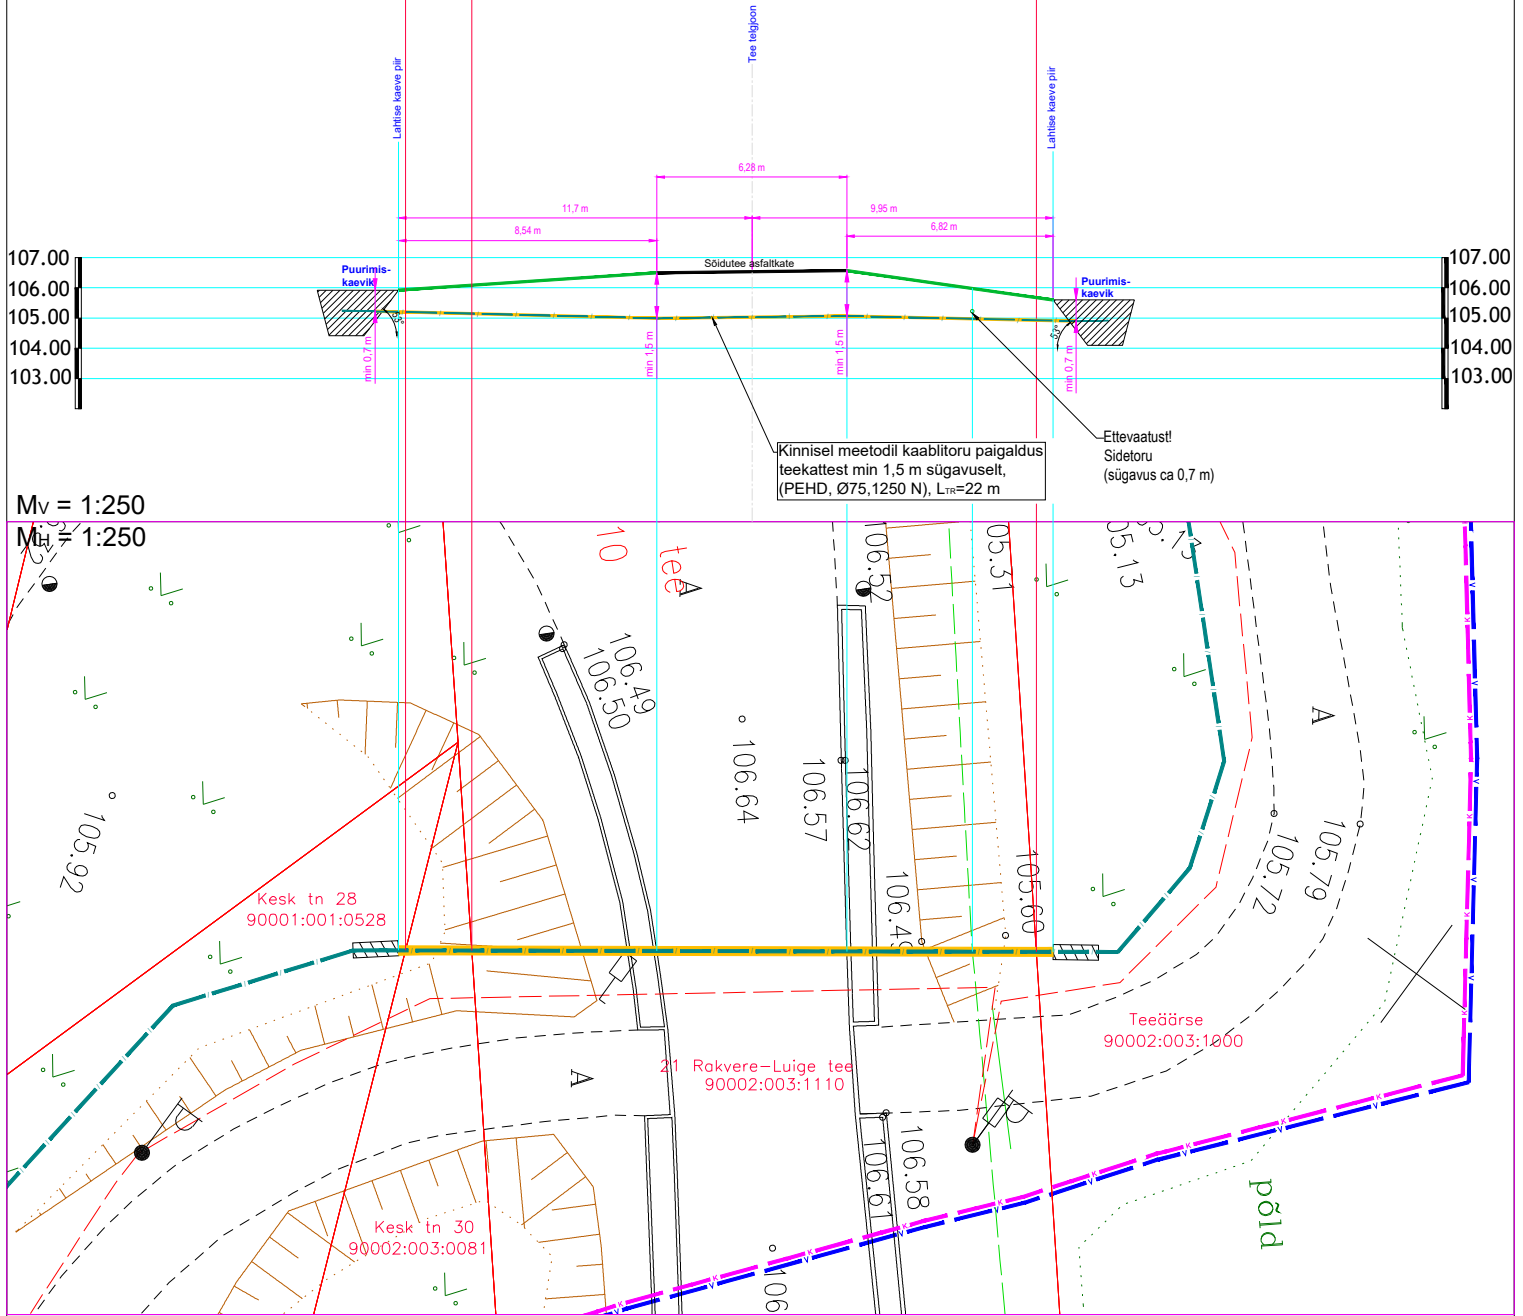 Tee telgjoon
Lahtise kaeve piir
Lahtise kaeve piir
6,28 m
11,7 m
9,95 m
8,54 m
6,82 m
107.00
106.00
105.00
104.00
103.00
107.00
106.00
105.00
104.00
103.00
Sõidutee asfaltkate
Puurimis-
kaevik
Puurimis-
kaevik
min 0,7 m
min 1,5 m
min 1,5 m
min 0,7 m
53°
Kinnisel meetodil kaablitoru paigaldus
teekattest min 1,5 m sügavuselt,
(PEHD, Ø75,1250 N), LTR=22 m
Ettevaatust!
Sidetoru
(sügavus ca 0,7 m)
MV = 1:250
MH = 1:250
10
tee
A
106.52
05.31
05.13
106.49
106.50
106.64
106.57
106.62
A
105.92
105.72
105.79
105.60
106.49
Kesk tn 28
90001:001:0528
Teeäärse
90002:003:1000
21 Rakvere-Luige tee
90002:003:1110
A
106.58
106.61
Kesk tn 30
90002:003:0081
106
põld